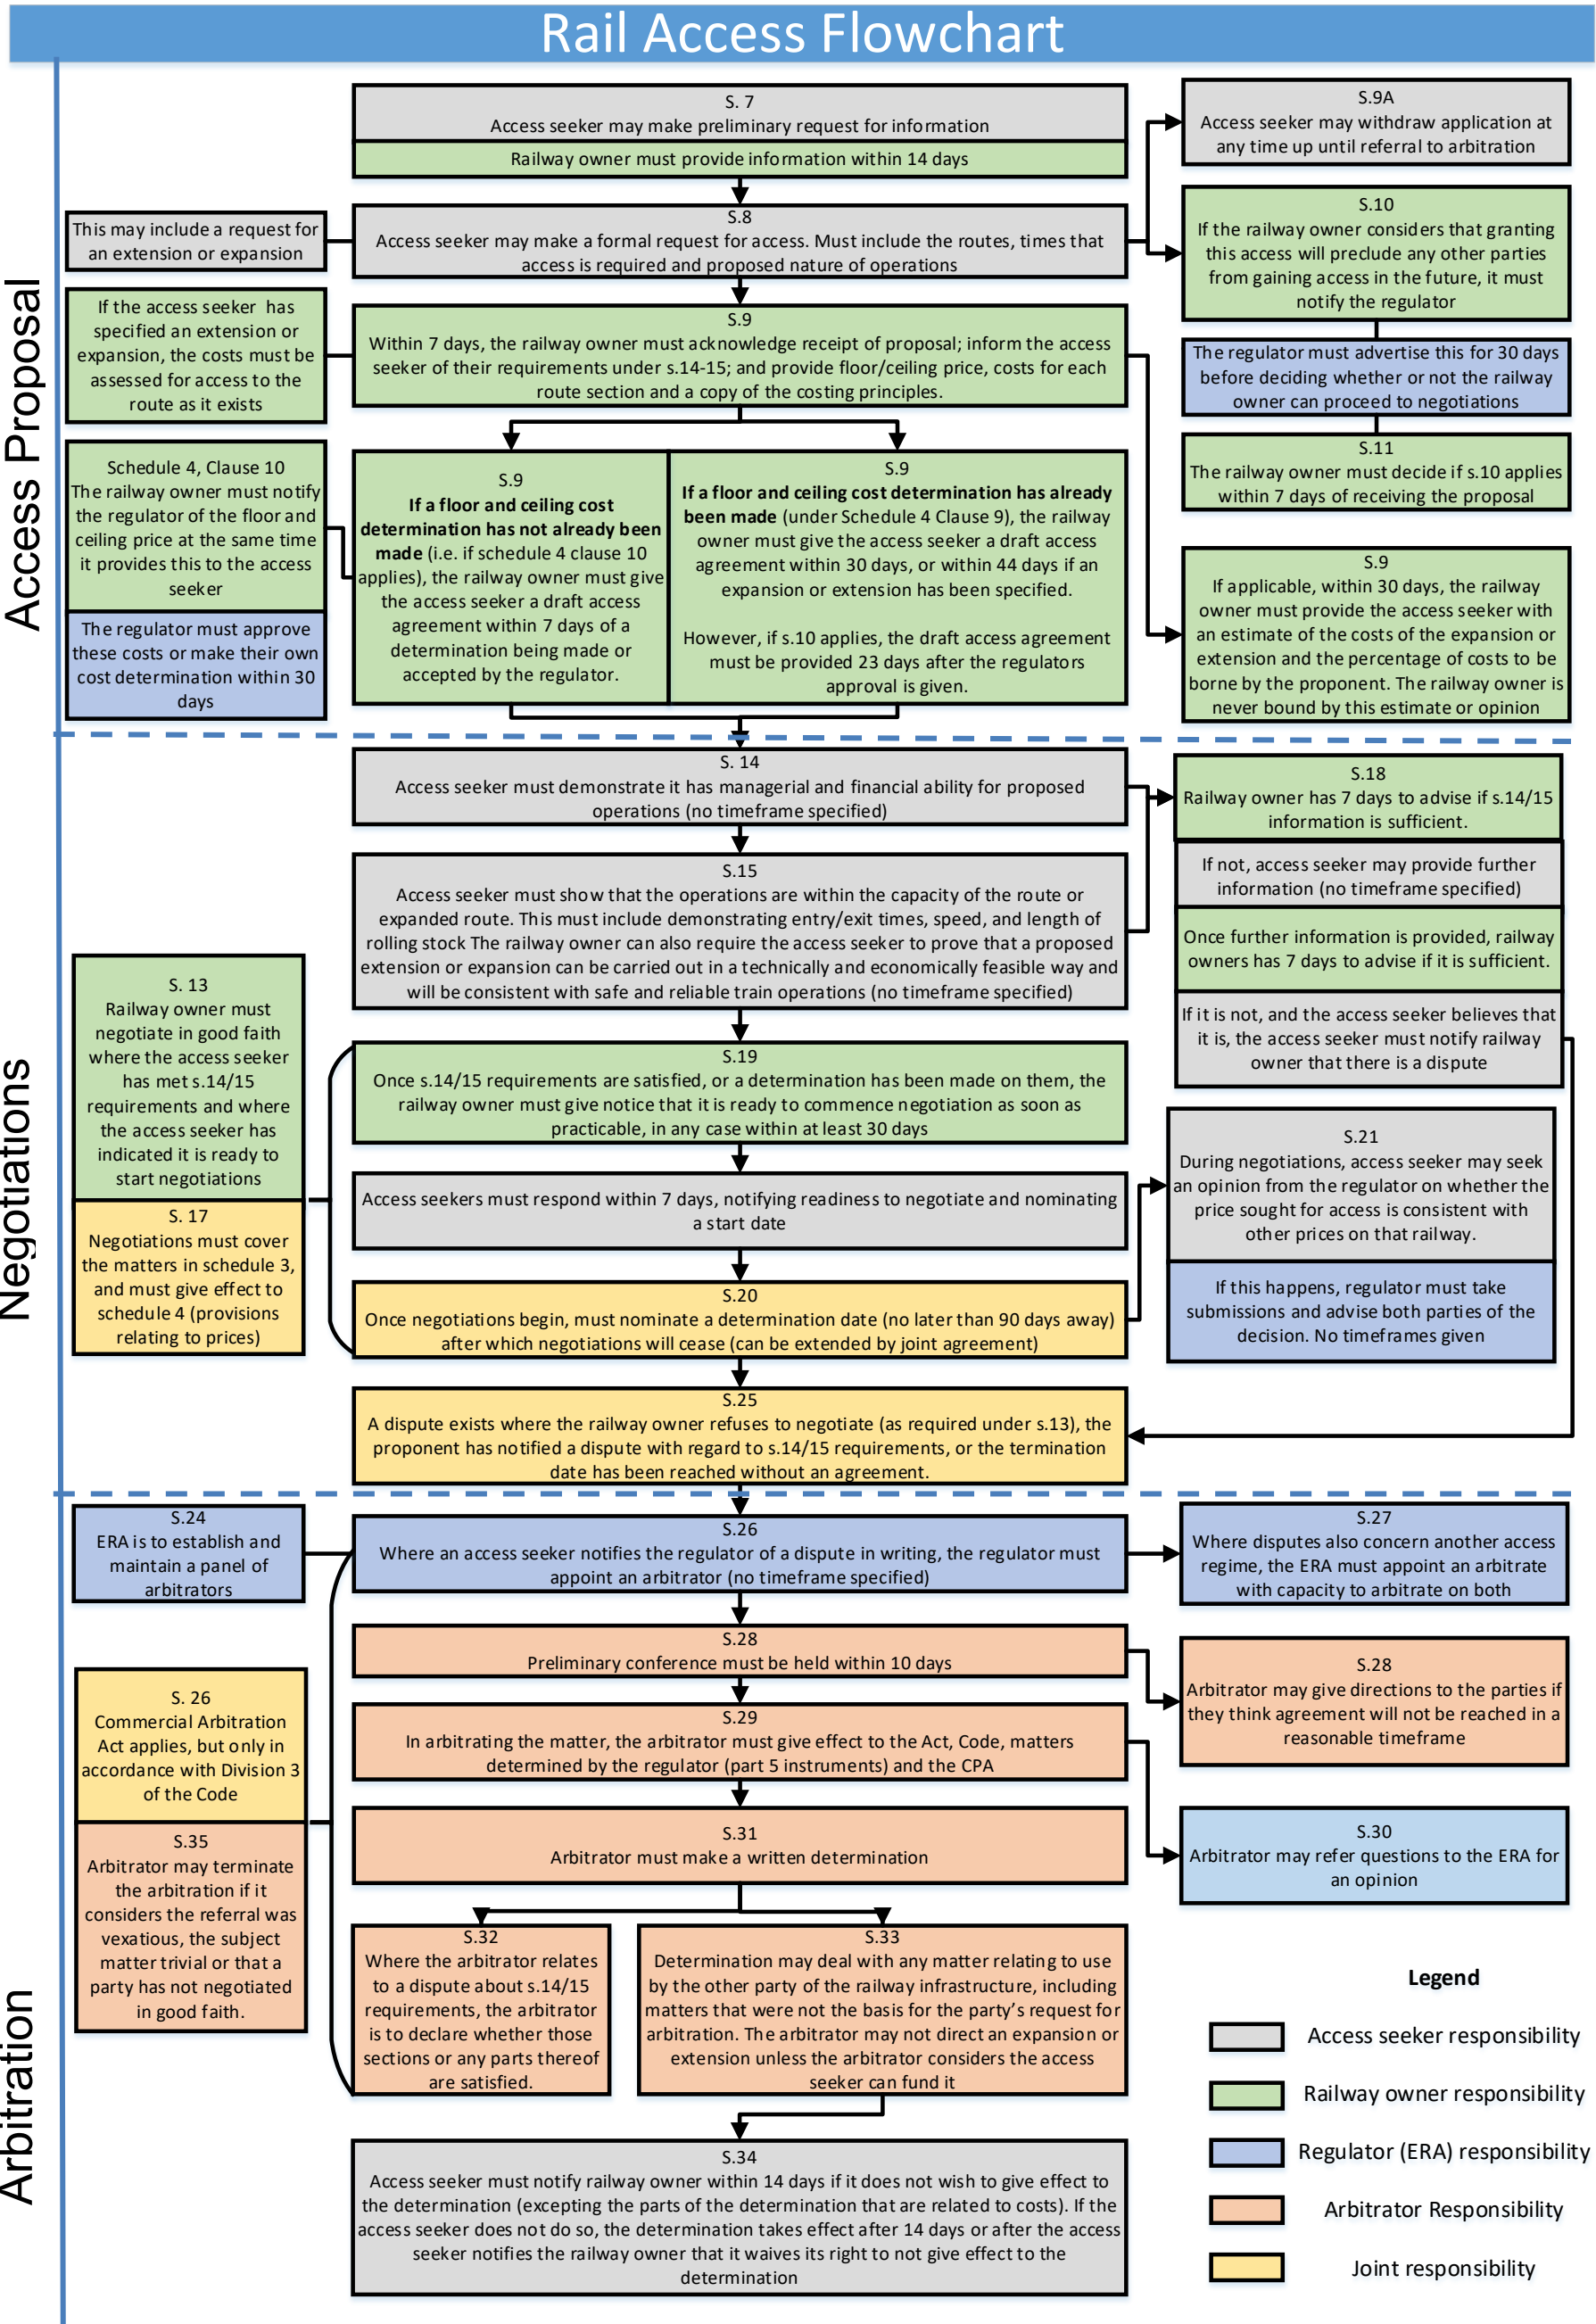 Rail Access Flowchart
Access Proposal
S. 7
Access seeker may make preliminary request for information
Railway owner must provide information within 14 days
S.9A
Access seeker may withdraw application at
any time up until referral to arbitration
This may include a request for
an extension or expansion
S.8
Access seeker may make a formal request for access. Must include the routes, times that
access is required and proposed nature of operations
S.10
If the railway owner considers that granting
this access will preclude any other parties
from gaining access in the future, it must
notify the regulator
The regulator must advertise this for 30 days
before deciding whether or not the railway
owner can proceed to negotiations
S.11
The railway owner must decide if s.10 applies
within 7 days of receiving the proposal
If the access seeker has
specified an extension or
expansion, the costs must be
assessed for access to the
route as it exists
S.9
Within 7 days, the railway owner must acknowledge receipt of proposal; inform the access
seeker of their requirements under s.14-15; and provide floor/ceiling price, costs for each
route section and a copy of the costing principles.
Schedule 4, Clause 10
The railway owner must notify
the regulator of the floor and
ceiling price at the same time
it provides this to the access
seeker
The regulator must approve
these costs or make their own
cost determination within 30
days
S.9
If a floor and ceiling cost
determination has not already been
made (i.e. if schedule 4 clause 10
applies), the railway owner must give
the access seeker a draft access
agreement within 7 days of a
determination being made or
accepted by the regulator.
S.9
If a floor and ceiling cost determination has already
been made (under Schedule 4 Clause 9), the railway
owner must give the access seeker a draft access
agreement within 30 days, or within 44 days if an
expansion or extension has been specified.
However, if s.10 applies, the draft access agreement
must be provided 23 days after the regulators
approval is given.
S.9
If applicable, within 30 days, the railway
owner must provide the access seeker with
an estimate of the costs of the expansion or
extension and the percentage of costs to be
borne by the proponent. The railway owner is
never bound by this estimate or opinion
Negotiations
S. 14
Access seeker must demonstrate it has managerial and financial ability for proposed
operations (no timeframe specified)
S.15
Access seeker must show that the operations are within the capacity of the route or
expanded route. This must include demonstrating entry/exit times, speed, and length of
rolling stock The railway owner can also require the access seeker to prove that a proposed
extension or expansion can be carried out in a technically and economically feasible way and
will be consistent with safe and reliable train operations (no timeframe specified)
S.18
Railway owner has 7 days to advise if s.14/15
information is sufficient.
If not, access seeker may provide further
information (no timeframe specified)
Once further information is provided, railway
owners has 7 days to advise if it is sufficient.
If it is not, and the access seeker believes that
it is, the access seeker must notify railway
owner that there is a dispute
S. 13
Railway owner must
negotiate in good faith
where the access seeker
has met s.14/15
requirements and where
the access seeker has
indicated it is ready to
start negotiations
S. 17
Negotiations must cover
the matters in schedule 3,
and must give effect to
schedule 4 (provisions
relating to prices)
S.19
Once s.14/15 requirements are satisfied, or a determination has been made on them, the
railway owner must give notice that it is ready to commence negotiation as soon as
practicable, in any case within at least 30 days
Access seekers must respond within 7 days, notifying readiness to negotiate and nominating
a start date
S.20
Once negotiations begin, must nominate a determination date (no later than 90 days away)
after which negotiations will cease (can be extended by joint agreement)
S.21
During negotiations, access seeker may seek
an opinion from the regulator on whether the
price sought for access is consistent with
other prices on that railway.
If this happens, regulator must take
submissions and advise both parties of the
decision. No timeframes given
S.25
A dispute exists where the railway owner refuses to negotiate (as required under s.13), the
proponent has notified a dispute with regard to s.14/15 requirements, or the termination
date has been reached without an agreement.
Arbitration
S.24
ERA is to establish and
maintain a panel of
arbitrators
S.26
Where an access seeker notifies the regulator of a dispute in writing, the regulator must
appoint an arbitrator (no timeframe specified)
S.27
Where disputes also concern another access
regime, the ERA must appoint an arbitrate
with capacity to arbitrate on both
S.28
Preliminary conference must be held within 10 days
S.28
Arbitrator may give directions to the parties if
they think agreement will not be reached in a
reasonable timeframe
S. 26
Commercial Arbitration
Act applies, but only in
accordance with Division 3
of the Code
S.35
Arbitrator may terminate
the arbitration if it
considers the referral was
vexatious, the subject
matter trivial or that a
party has not negotiated
in good faith.
S.29
In arbitrating the matter, the arbitrator must give effect to the Act, Code, matters
determined by the regulator (part 5 instruments) and the CPA
S.31
Arbitrator must make a written determination
S.30
Arbitrator may refer questions to the ERA for
an opinion
S.32
Where the arbitrator relates
to a dispute about s.14/15
requirements, the arbitrator
is to declare whether those
sections or any parts thereof
are satisfied.
S.33
Determination may deal with any matter relating to use
by the other party of the railway infrastructure, including
matters that were not the basis for the party's request for
arbitration. The arbitrator may not direct an expansion or
extension unless the arbitrator considers the access
seeker can fund it
S.34
Access seeker must notify railway owner within 14 days if it does not wish to give effect to
the determination (excepting the parts of the determination that are related to costs). If the
access seeker does not do so, the determination takes effect after 14 days or after the access
seeker notifies the railway owner that it waives its right to not give effect to the
determination
Legend
Access seeker responsibility
Railway owner responsibility
Regulator (ERA) responsibility
Arbitrator Responsibility
Joint responsibility